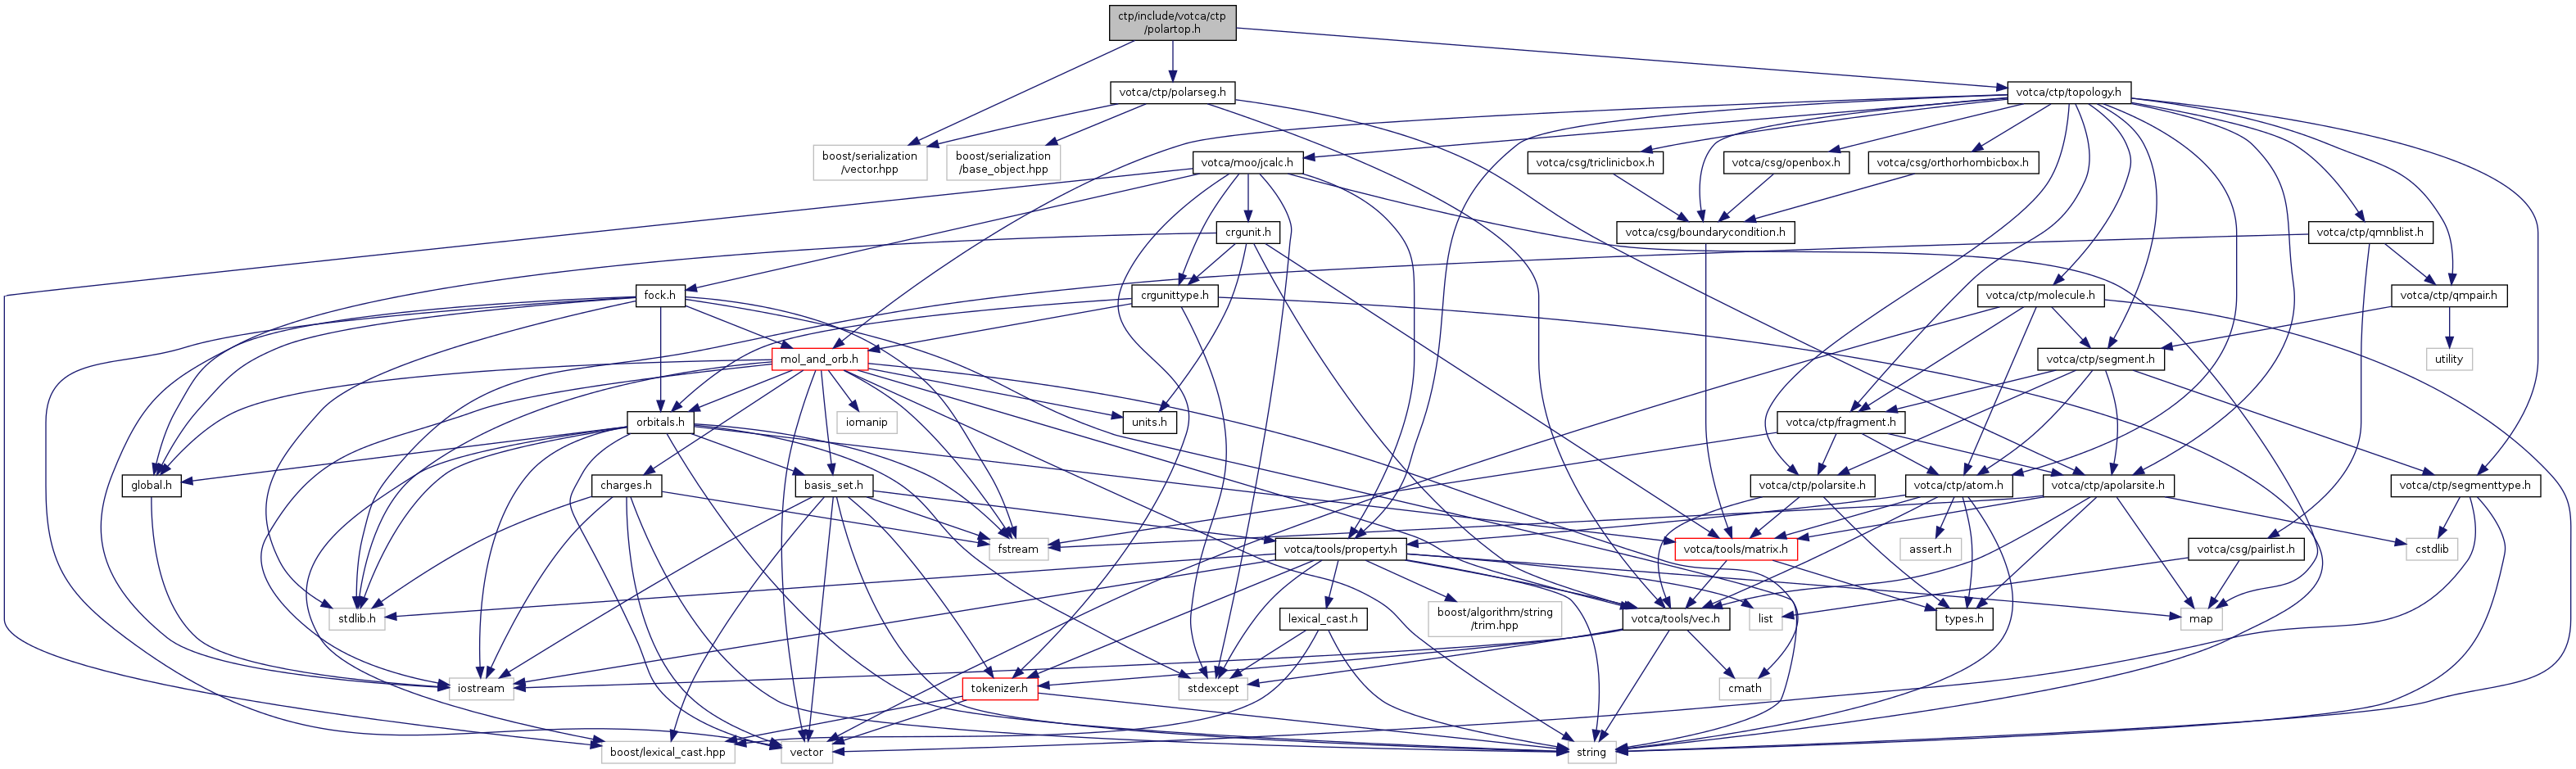 ctp/include/votca/ctp
/polartop.h
votca/ctp/polarseg.h
votca/ctp/topology.h
boost/serialization
/vector.hpp
boost/serialization
/base_object.hpp
votca/moo/jcalc.h
votca/csg/triclinicbox.h
votca/csg/openbox.h
votca/csg/orthorhombicbox.h
crgunit.h
votca/csg/boundarycondition.h
votca/ctp/qmnblist.h
fock.h
crgunittype.h
votca/ctp/molecule.h
votca/ctp/qmpair.h
mol_and_orb.h
votca/ctp/segment.h
utility
orbitals.h
iomanip
units.h
votca/ctp/fragment.h
global.h
charges.h
basis_set.h
votca/ctp/polarsite.h
votca/ctp/atom.h
votca/ctp/apolarsite.h
votca/ctp/segmenttype.h
fstream
votca/tools/property.h
votca/tools/matrix.h
assert.h
votca/csg/pairlist.h
cstdlib
stdlib.h
lexical_cast.h
boost/algorithm/string
/trim.hpp
votca/tools/vec.h
list
types.h
map
iostream
tokenizer.h
stdexcept
cmath
boost/lexical_cast.hpp
vector
string